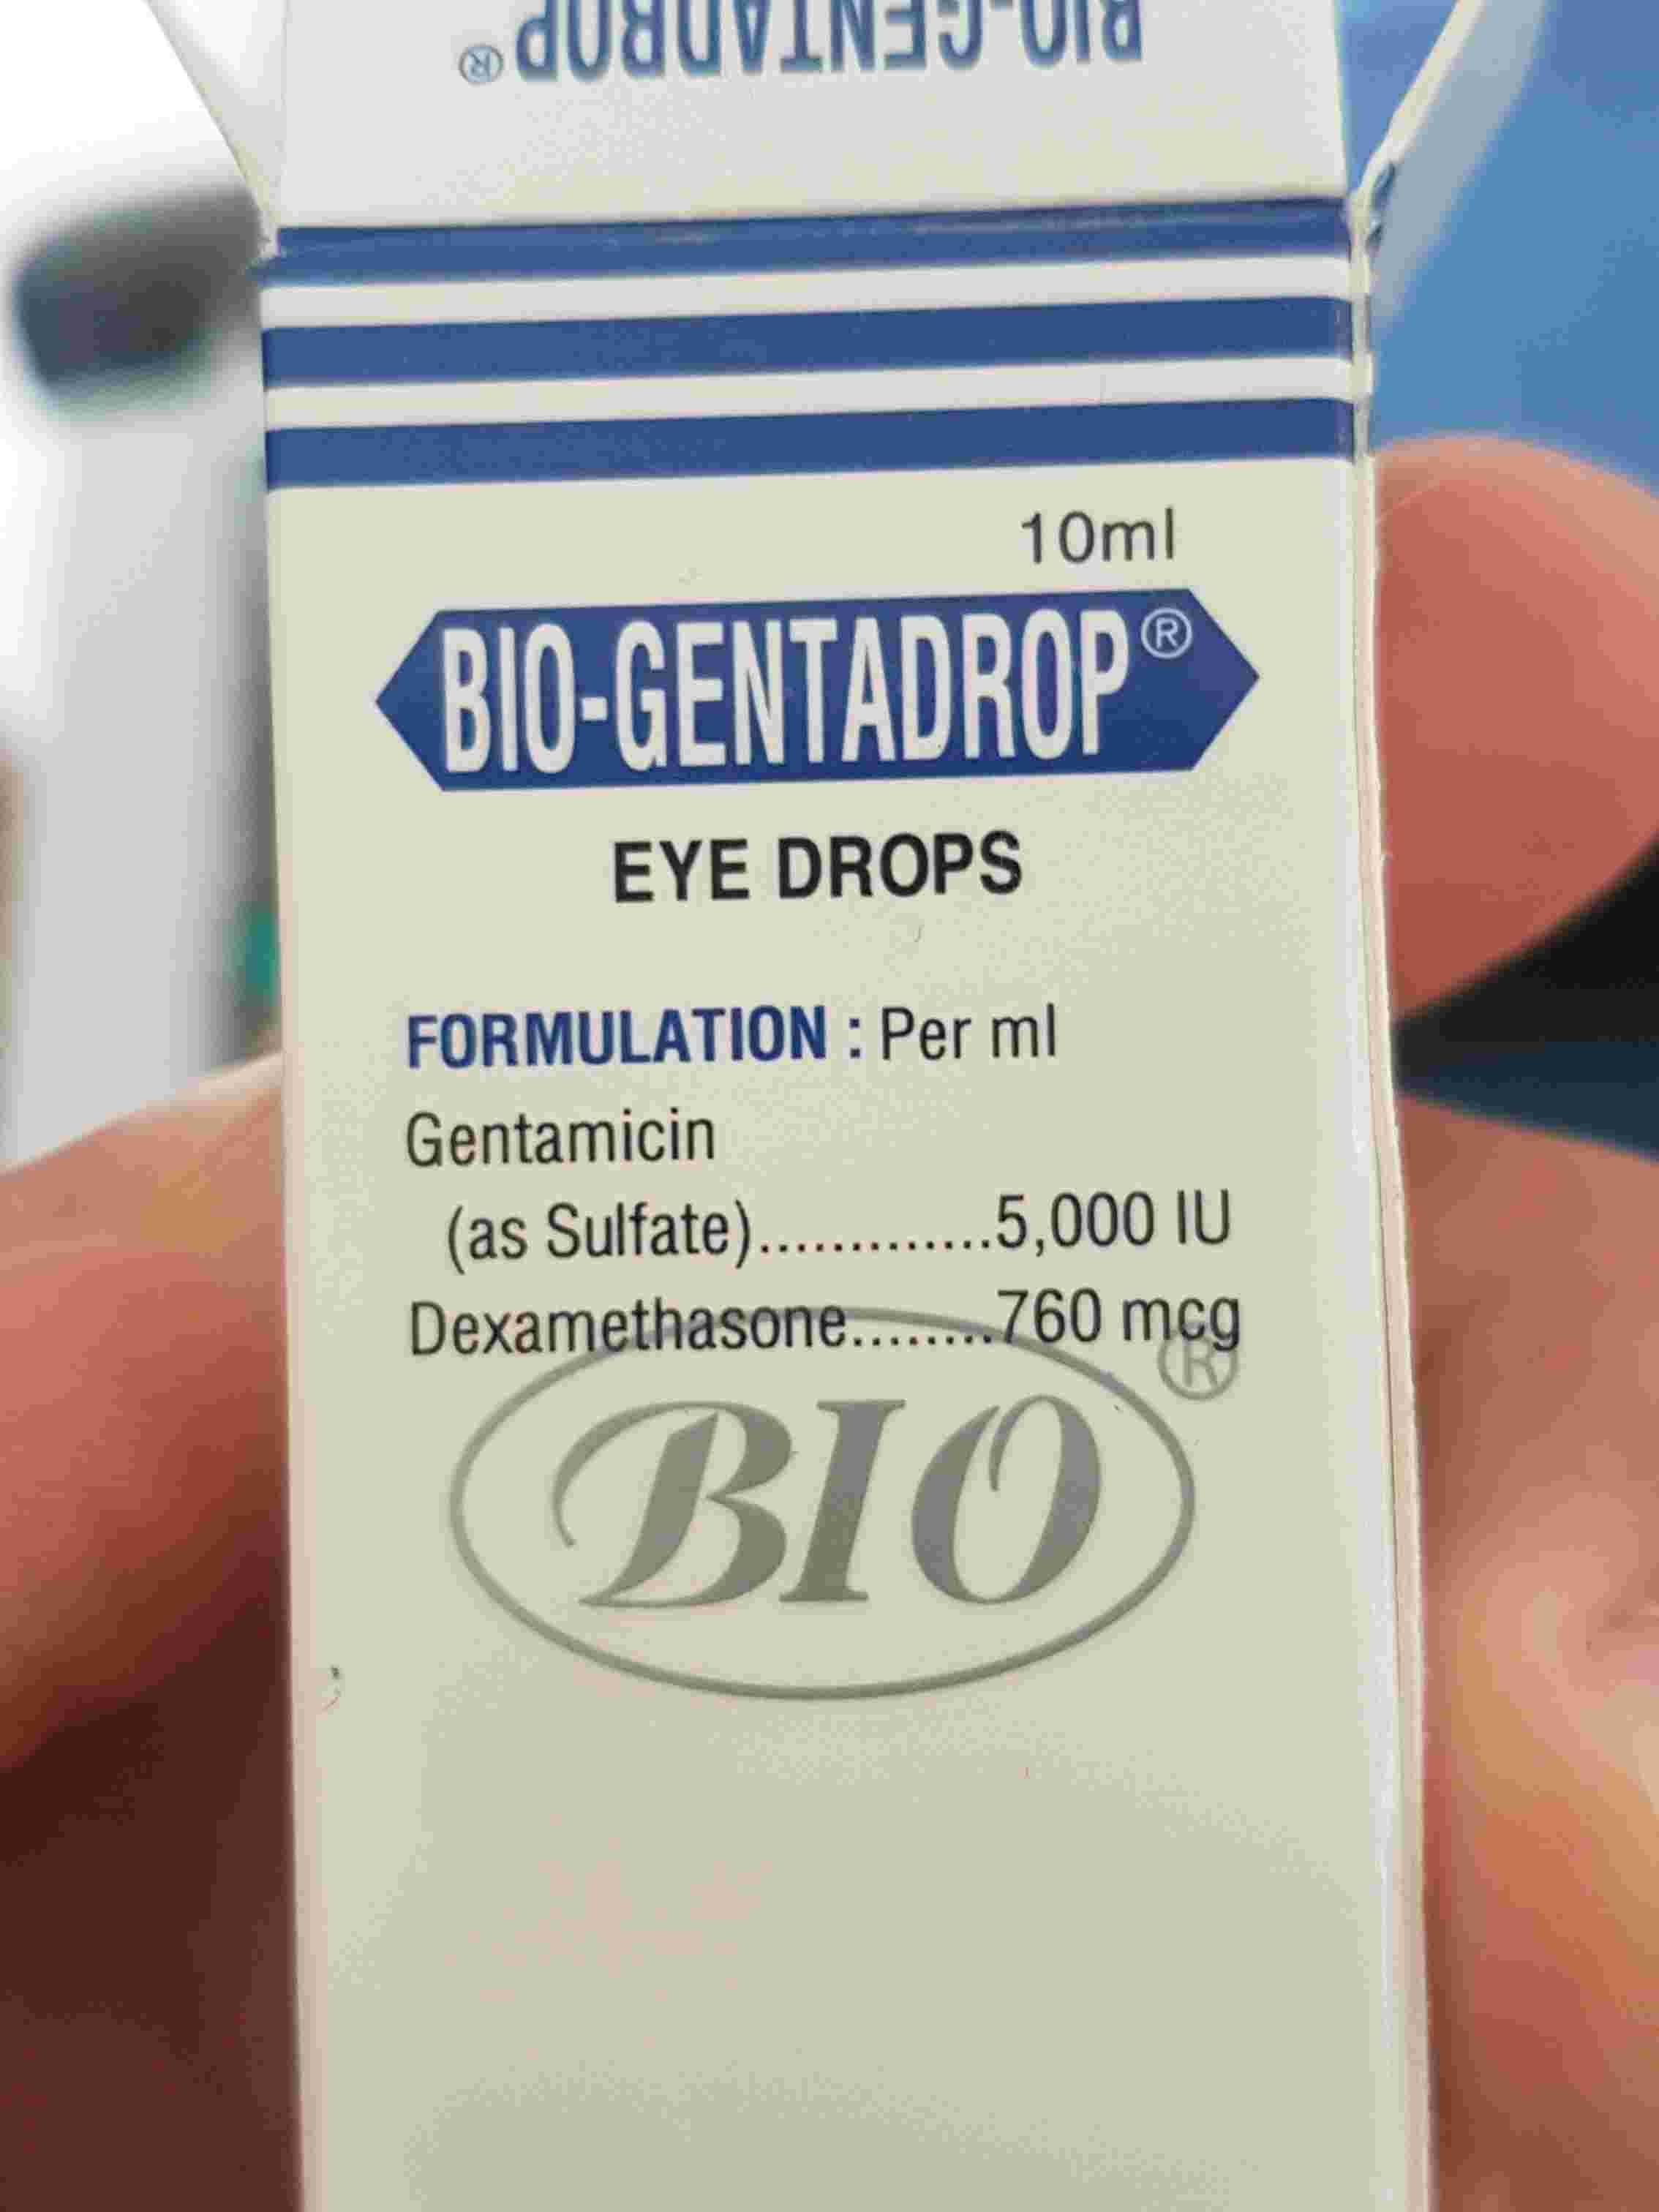 BIO-GENTADROP®
10ml
BIO-GENTADROP®
EYE DROPS
FORMULATION : Per ml
Gentamicin
(as Sulfate).............5,000 IU
Dexamethasone........760 mcg
BIO®